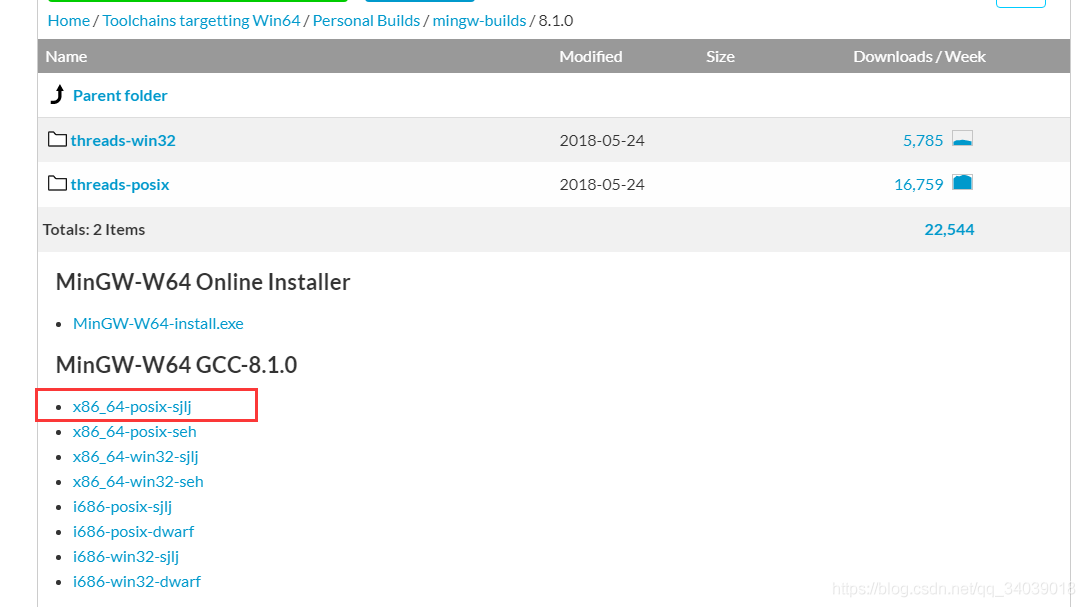 Home / Toolchains targetting Win64 / Personal Builds / mingw-builds / 8.1.0
Name Modified Size Downloads / Week
Parent folder
threads-win32 2018-05-24 5,785
threads-posix 2018-05-24 16,759
Totals: 2 Items 22,544
MinGW-W64 Online Installer
• MinGW-W64-install.exe
MinGW-W64 GCC-8.1.0
• x86_64-posix-sjlj
• x86_64-posix-seh
• x86_64-win32-sjlj
• x86_64-win32-seh
• i686-posix-sjlj
• i686-posix-dwarf
• i686-win32-sjlj
• i686-win32-dwarf
https://blog.csdn.net/qq_34039018